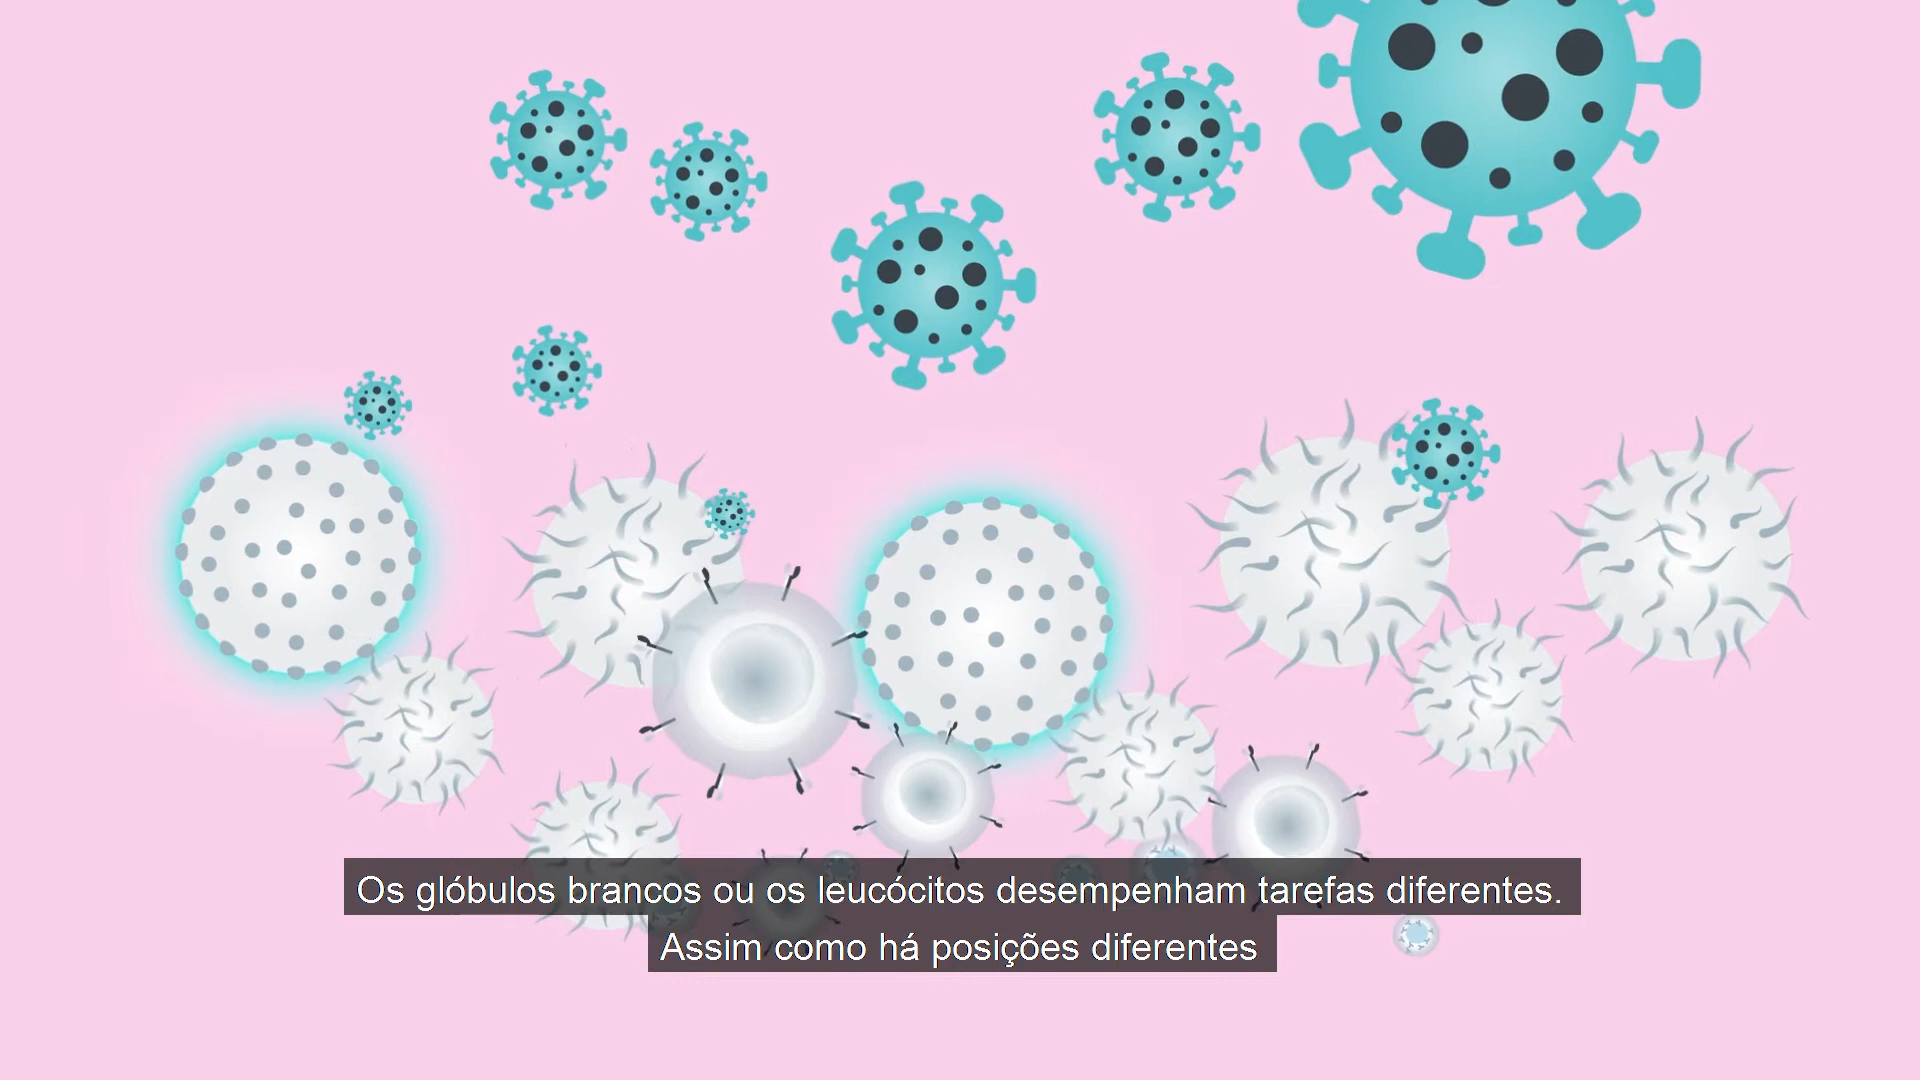 Os glóbulos brancos ou os leucócitos desempenham tarefas diferentes.
Assim como há posições diferentes